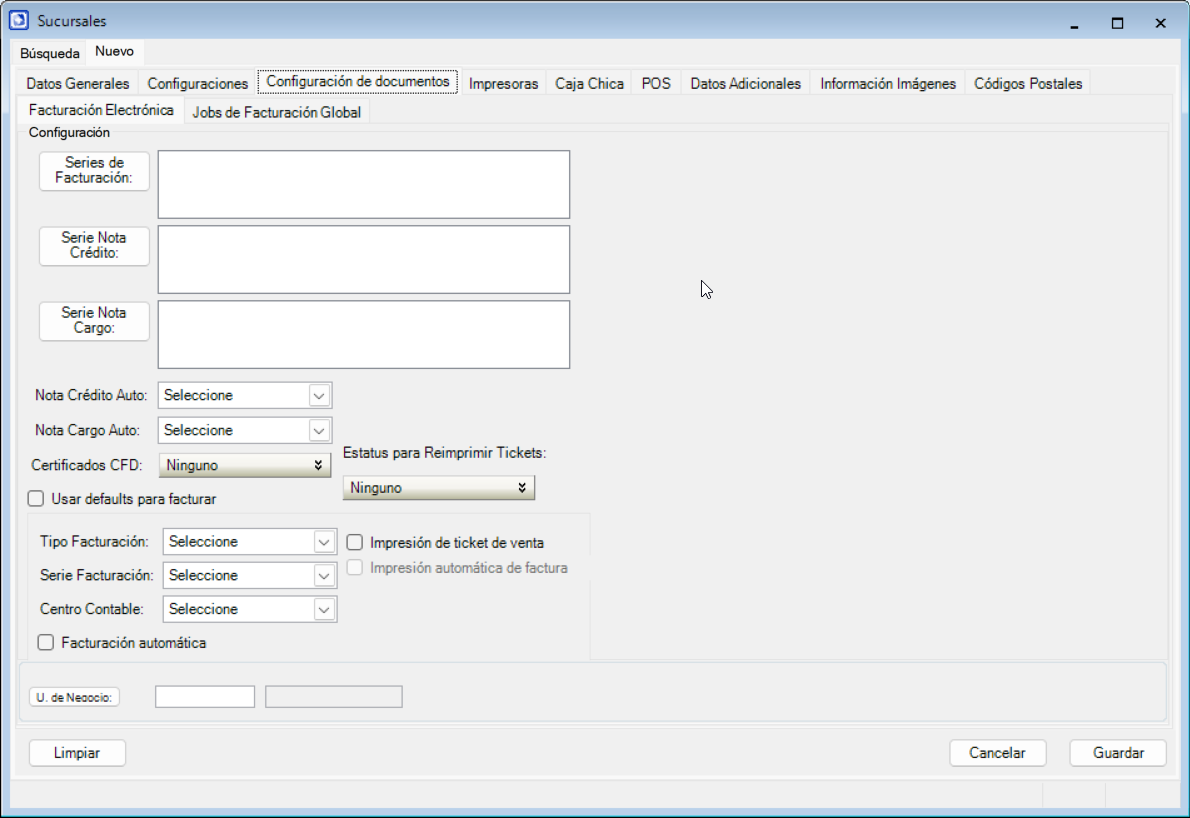 Sucursales
Búsqueda
Nuevo
Datos Generales
Configuraciones
Configuración de documentos
Impresoras
Caja Chica
POS
Datos Adicionales
Información Imágenes
Códigos Postales
Facturación Electrónica
Jobs de Facturación Global
Configuración
Series de
Facturación:
Serie Nota
Crédito:
Serie Nota
Cargo:
Nota Crédito Auto:
Seleccione
Nota Cargo Auto:
Seleccione
Certificados CFD:
Ninguno
Estatus para Reimprimir Tickets:
Ninguno
Usar defaults para facturar
Tipo Facturación:
Seleccione
Impresión de ticket de venta
Serie Facturación:
Seleccione
Impresión automática de factura
Centro Contable:
Seleccione
Facturación automática
U. de Negocio:
Limpiar
Cancelar
Guardar